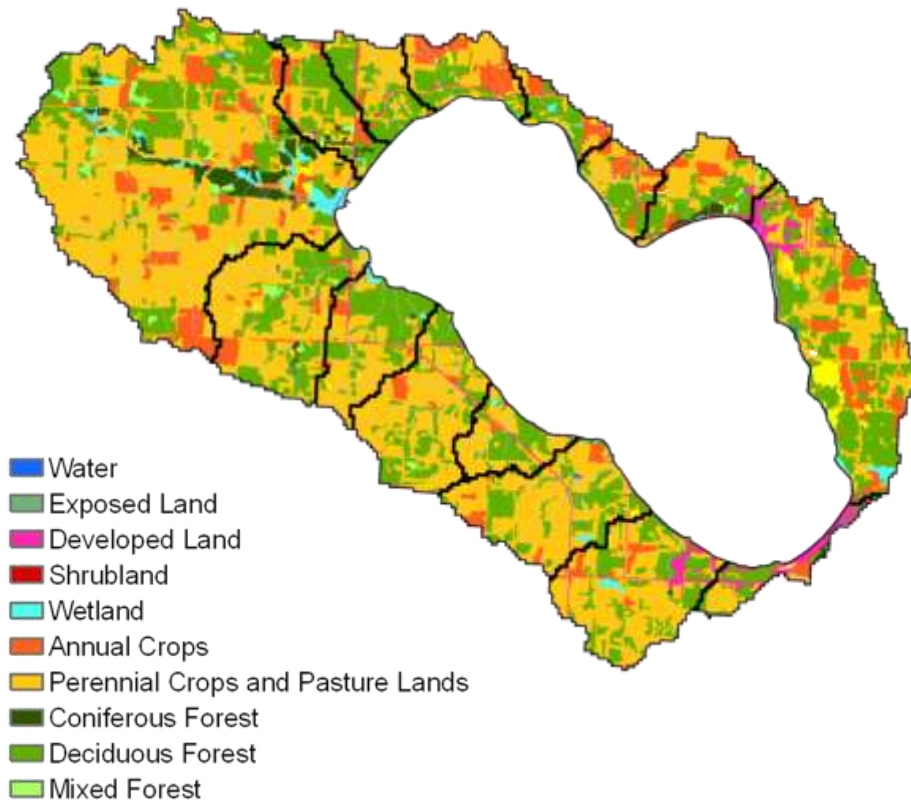 Water
Exposed Land
Developed Land
Shrubland
Wetland
Annual Crops
Perennial Crops and Pasture Lands
Coniferous Forest
Deciduous Forest
Mixed Forest